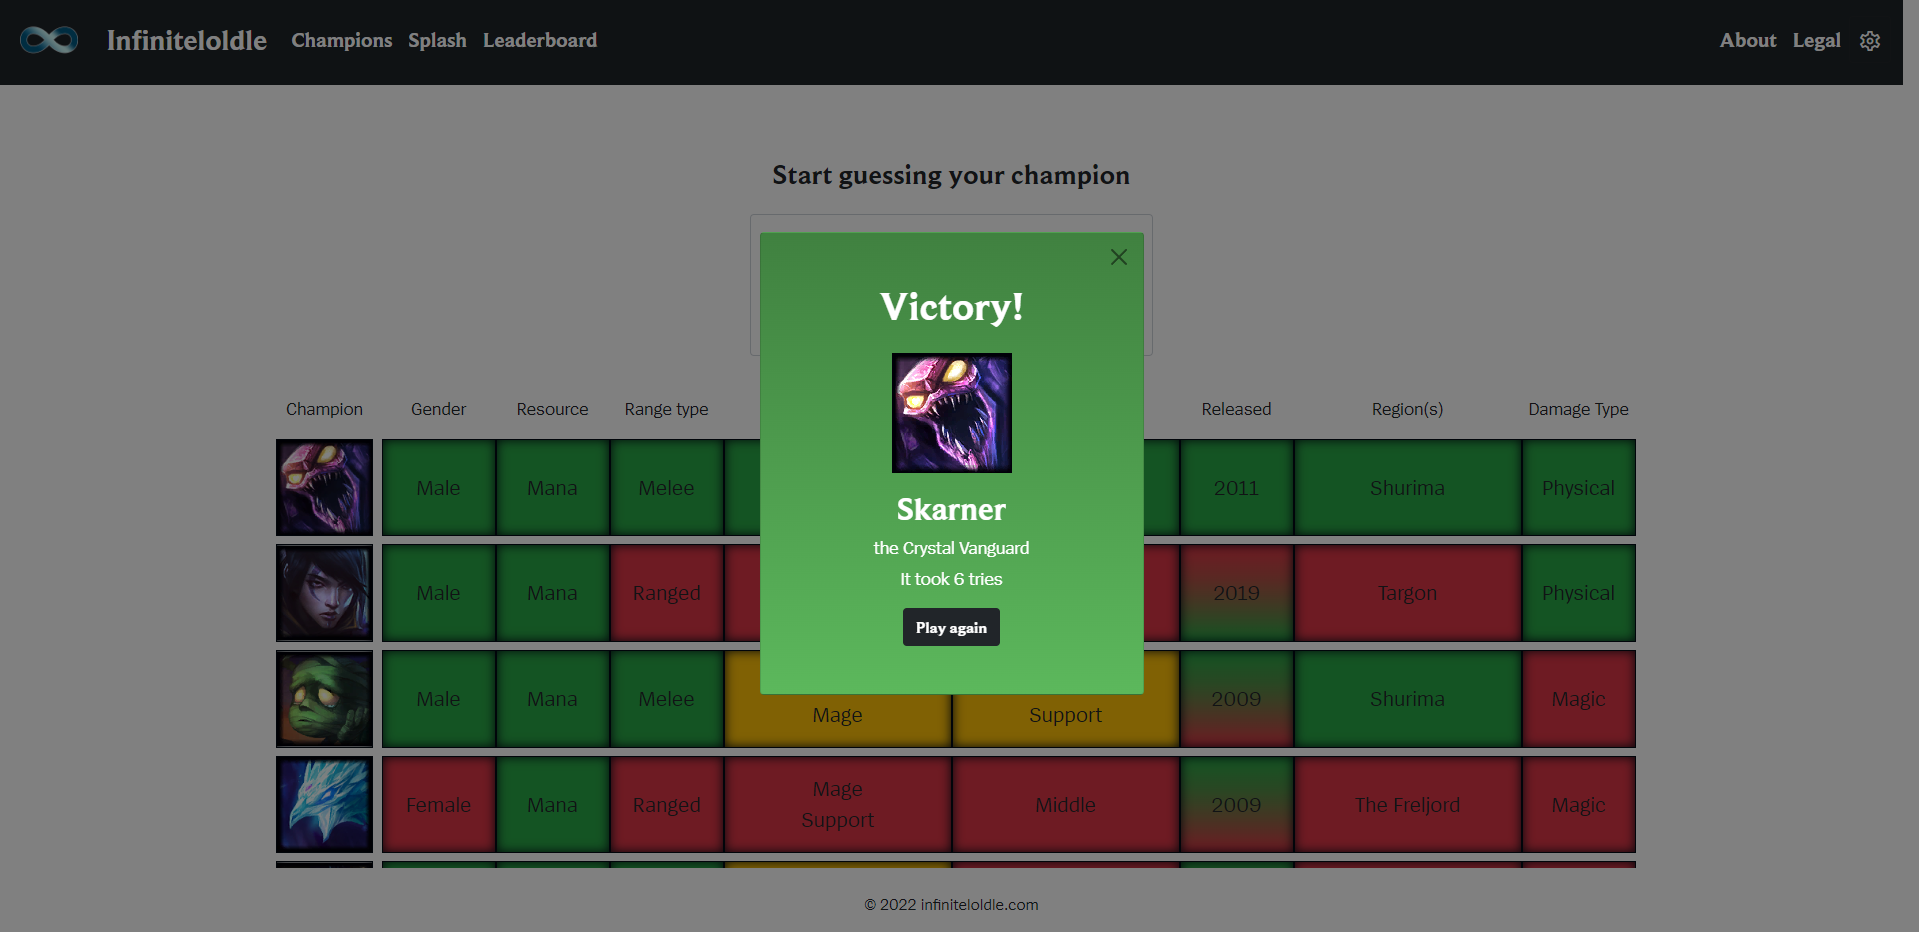 Infiniteloldle Champions Splash Leaderboard About Legal
Start guessing your champion
Victory!
Skarner
the Crystal Vanguard
It took 6 tries
Play again
Champion Gender Resource Range type Released Region(s) Damage Type
Male Mana Melee 2011 Shurima Physical
Male Mana Ranged 2019 Targon Physical
Male Mana Melee Mage Support 2009 Shurima Magic
Female Mana Ranged Mage Middle 2009 The Freljord Magic
Support
© 2022 infiniteloldle.com